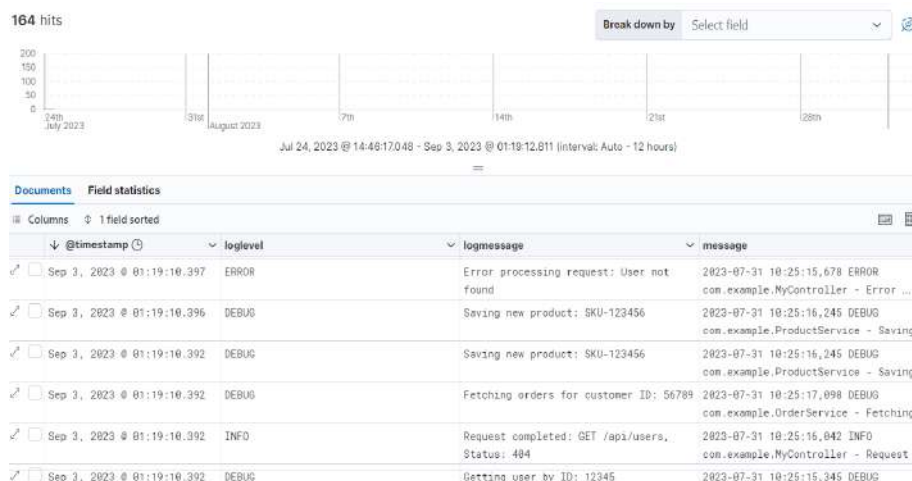 164 hits
Break down by Select field
200
150
100
50
0
24th 31st 7th 14th 21st 28th
July 2023 August 2023
Jul 24, 2023 @ 14:46:17.048 - Sep 3, 2023 @ 01:19:12.811 (interval: Auto - 12 hours)
Documents Field statistics
Columns 1 field sorted
@timestamp loglevel logmessage message
Sep 3, 2023 @ 01:19:10.397 ERROR Error processing request: User not 2023-07-31 10:25:15,678 ERROR
found com.example.MyController - Error ...
Sep 3, 2023 @ 01:19:10.396 DEBUG Saving new product: SKU-123456 2023-07-31 10:25:16,245 DEBUG
com.example.ProductService - Saving
Sep 3, 2023 @ 01:19:10.392 DEBUG Saving new product: SKU-123456 2023-07-31 10:25:16,245 DEBUG
com.example.ProductService - Saving
Sep 3, 2023 @ 01:19:10.392 DEBUG Fetching orders for customer ID: 56789 2023-07-31 10:25:17,098 DEBUG
com.example.OrderService - Fetching
Sep 3, 2023 @ 01:19:10.392 INFO Request completed: GET /api/users, 2023-07-31 10:25:16,042 INFO
Status: 404 com.example.MyController - Request
Sep 3, 2023 @ 01:19:10.392 DEBUG Getting user by ID: 12345 2023-07-31 10:25:15,345 DEBUG